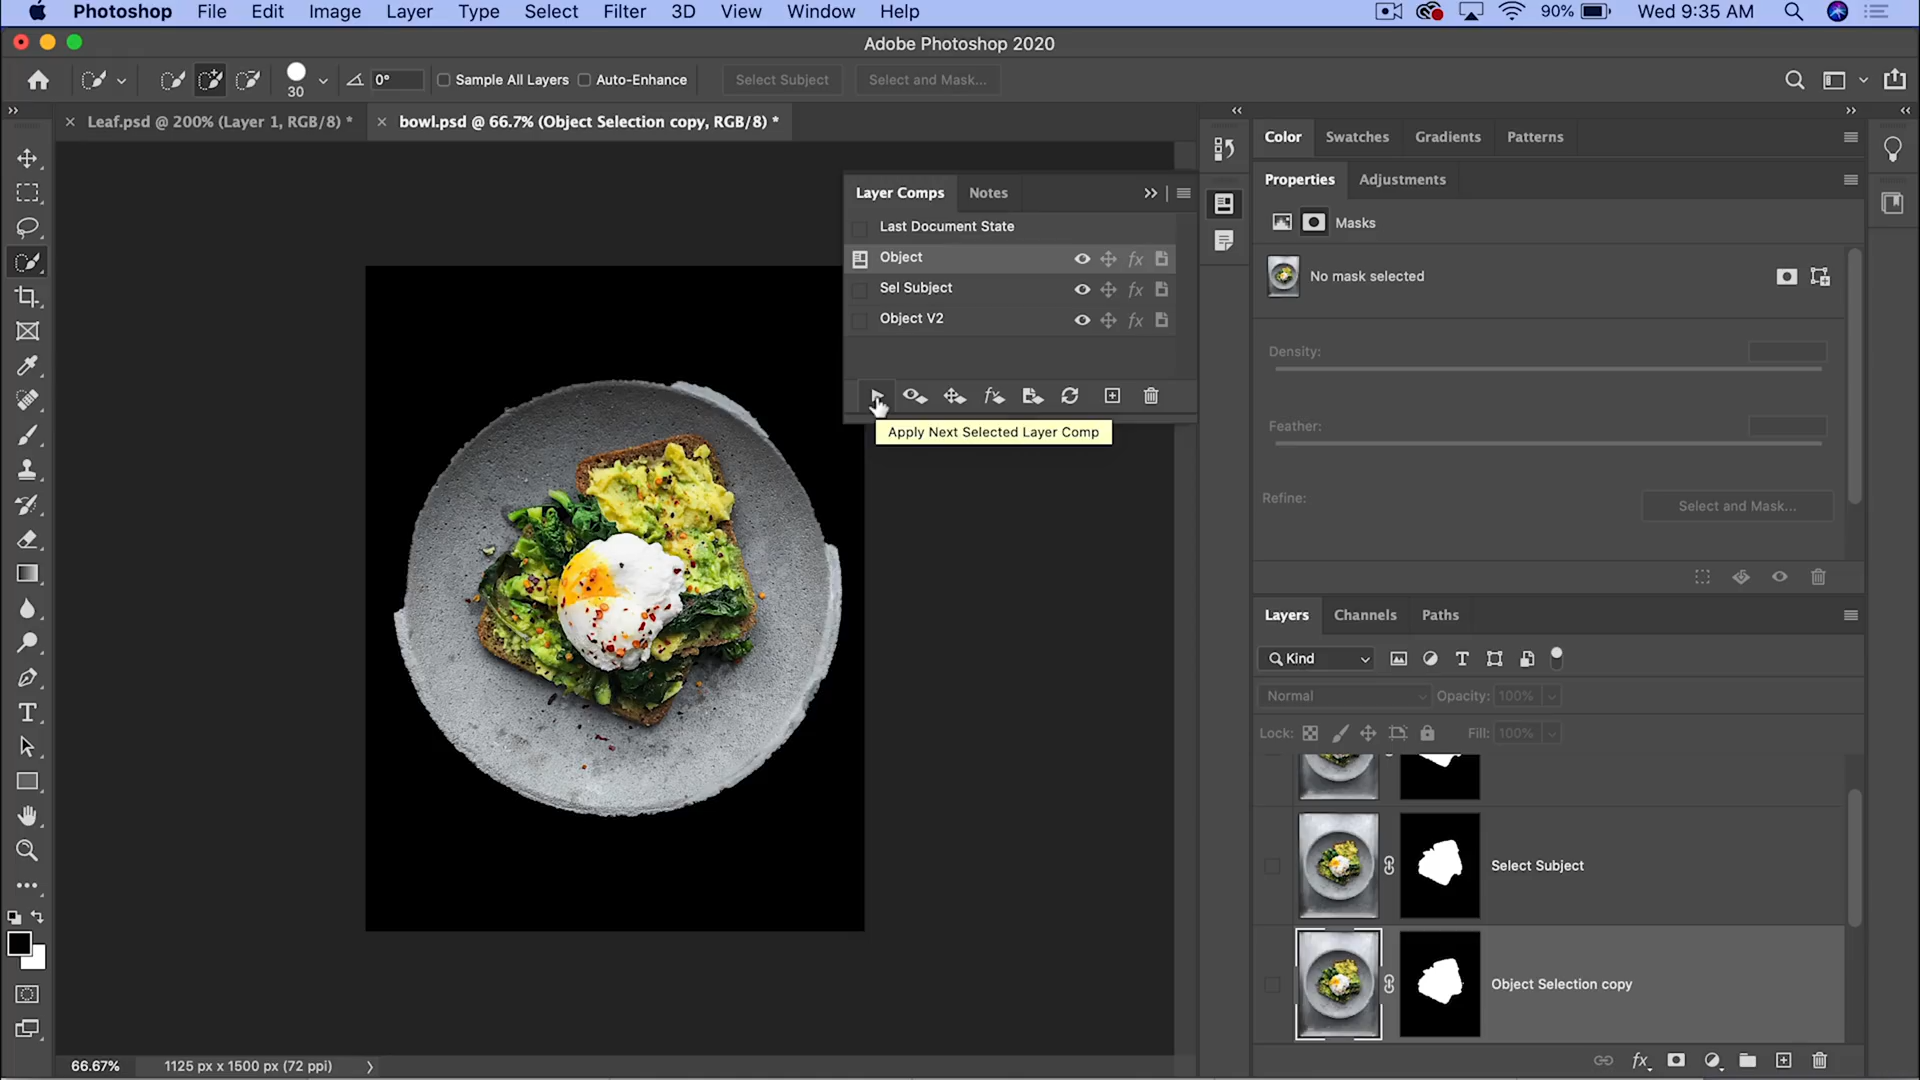 Photoshop File Edit Image Layer Type Select Filter 3D View Window Help 90% Wed 9:35 AM
Adobe Photoshop 2020
30 0° Sample All Layers Auto-Enhance Select Subject Select and Mask...
Leaf.psd @ 200% (Layer 1, RGB/8) * bowl.psd @ 66.7% (Object Selection copy, RGB/8) *
Layer Comps Notes
Last Document State
Object fx
Sel Subject fx
Object V2 fx
fx
Apply Next Selected Layer Comp
Color Swatches Gradients Patterns
Properties Adjustments
Masks
No mask selected
Density:
Feather:
Refine: Select and Mask...
Layers Channels Paths
Kind
Normal Opacity: 100%
Lock: Fill: 100%
Select Subject
Object Selection copy
fx
66.67% 1125 px x 1500 px (72 ppi)